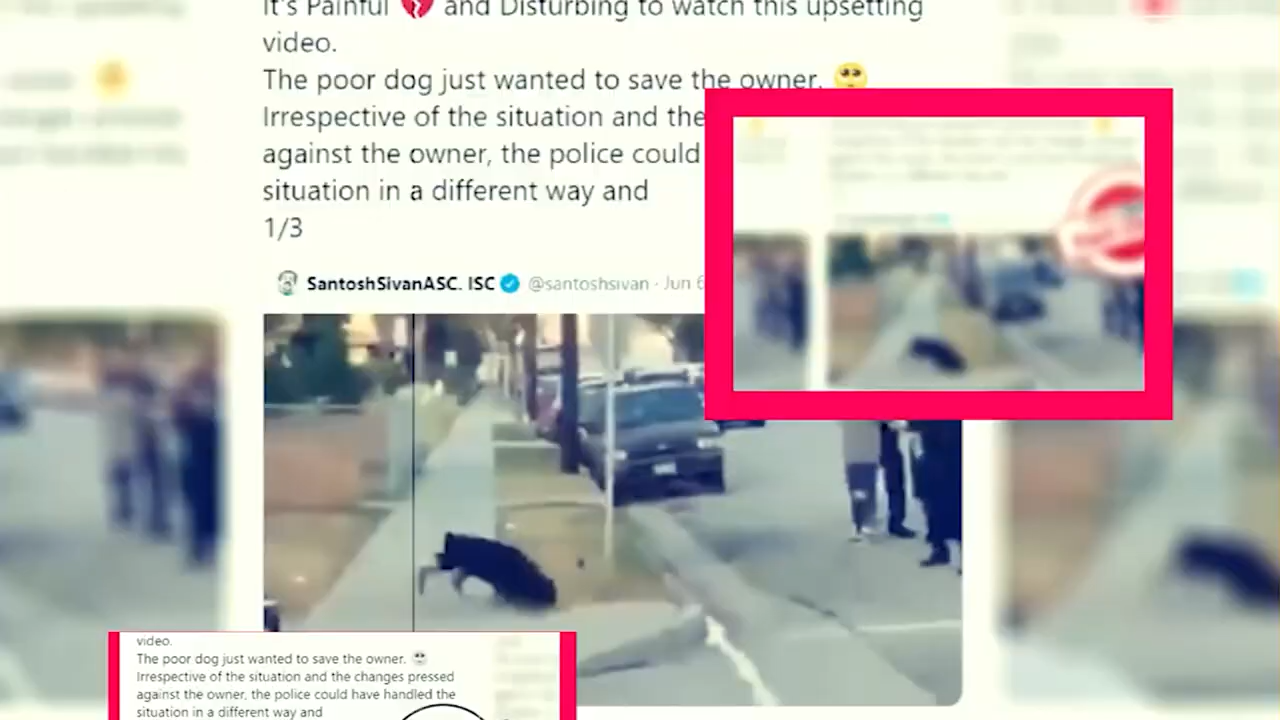 It's Painful 💔 and Disturbing to watch this upsetting
video.
The poor dog just wanted to save the owner. 🥺
Irrespective of the situation and the
against the owner, the police could
situation in a different way and
1/3
SantoshSivanASC. ISC @santoshsivan · Jun 6
video.
The poor dog just wanted to save the owner. 🥺
Irrespective of the situation and the changes pressed
against the owner, the police could have handled the
situation in a different way and